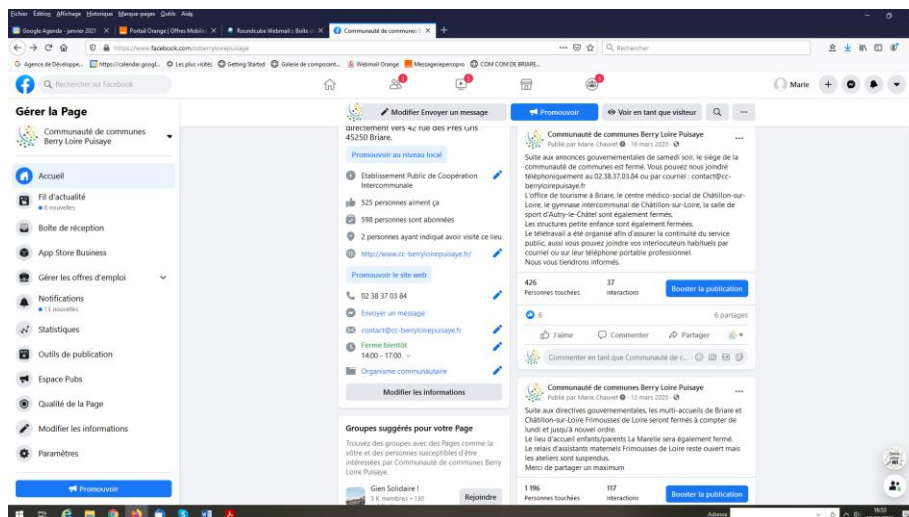 Fichier Édition Affichage Historique Marque-pages Outils Aide
Google Agenda - janvier 2021
Portail Orange | Offres Mobiles
Roundcube Webmail :: Boîte
Communauté de communes
https://www.facebook.com/ccberryloirepuisaye
Rechercher
Agence de Développe...
https://calendar.googl...
Les plus visités
Getting Started
Galerie de composant...
Webmail Orange
Messageriepersopro
COM COM DE BRIARE...
Rechercher sur Facebook
Marie
Gérer la Page
Communauté de communes
Berry Loire Puisaye
Accueil
Fil d'actualité
8 nouvelles
Boîte de réception
App Store Business
Gérer les offres d'emploi
Notifications
13 nouvelles
Statistiques
Outils de publication
Espace Pubs
Qualité de la Page
Modifier les informations
Paramètres
Promouvoir
Modifier Envoyer un message
Promouvoir
Voir en tant que visiteur
directement vers 42 rue des Prés Gris
45250 Briare.
Promouvoir au niveau local
Etablissement Public de Coopération
Intercommunale
525 personnes aiment ça
598 personnes sont abonnées
2 personnes ayant indiqué avoir visité ce lieu
http://www.cc-berryloirepuisaye.fr/
Promouvoir le site web
02 38 37 03 84
Envoyer un message
contact@cc-berryloirepuisaye.fr
Ferme bientôt
14:00 - 17:00
Organisme communautaire
Modifier les informations
Groupes suggérés pour votre Page
Trouvez des groupes avec des Pages comme la
vôtre et des personnes susceptibles d'être
intéressées par Communauté de communes Berry
Loire Puisaye.
Gien Solidaire !
Rejoindre
Communauté de communes Berry Loire Puisaye
Publié par Marie Chauvet · 16 mars 2020
Suite aux annonces gouvernementales de samedi soir, le siège de la
communauté de communes est fermé. Vous pouvez nous joindre
téléphoniquement au 02.38.37.03.84 ou par courriel : contact@cc-
berryloirepuisaye.fr
L'office de tourisme à Briare, le centre médico-social de Châtillon-sur-
Loire, le gymnase intercommunal de Châtillon-sur-Loire, la salle de
sport d'Autry-le-Châtel sont également fermés.
Les structures petite enfance sont également fermées.
Le télétravail a été organisé afin d'assurer la continuité du service
public, aussi vous pouvez joindre vos interlocuteurs habituels par
courriel ou sur leur téléphone portable professionnel.
Nous vous tiendrons informés.
426 37
Personnes touchées interactions
Booster la publication
6 6 partages
J'aime Commenter Partager
Commenter en tant que Communauté de c...
Communauté de communes Berry Loire Puisaye
Publié par Marie Chauvet · 13 mars 2020
Suite aux directives gouvernementales, les multi-accueils de Briare et
Châtillon-sur-Loire Frimousses de Loire seront fermés à compter de
lundi et jusqu'à nouvel ordre.
Le lieu d'accueil enfants/parents La Marelle sera également fermé.
Le relais d'assistants maternels Frimousses de Loire reste ouvert mais
les ateliers sont suspendus.
Merci de partager un maximum
1 196 117
Personnes touchées interactions
Booster la publication
Adresse
16:53